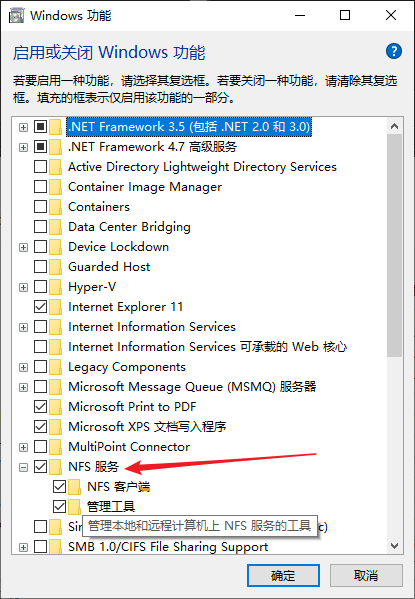 Windows 功能
启用或关闭 Windows 功能
若要启用一种功能，请选择其复选框。若要关闭一种功能，请清除其复选
框。填充的框表示仅启用该功能的一部分。
.NET Framework 3.5 (包括 .NET 2.0 和 3.0)
.NET Framework 4.7 高级服务
Active Directory Lightweight Directory Services
Container Image Manager
Containers
Data Center Bridging
Device Lockdown
Guarded Host
Hyper-V
Internet Explorer 11
Internet Information Services
Internet Information Services 可承载的 Web 核心
Legacy Components
Microsoft Message Queue (MSMQ) 服务器
Microsoft Print to PDF
Microsoft XPS 文档写入程序
MultiPoint Connector
NFS 服务
NFS 客户端
管理工具
管理本地和远程计算机上 NFS 服务的工具
SMB 1.0/CIFS File Sharing Support
确定
取消